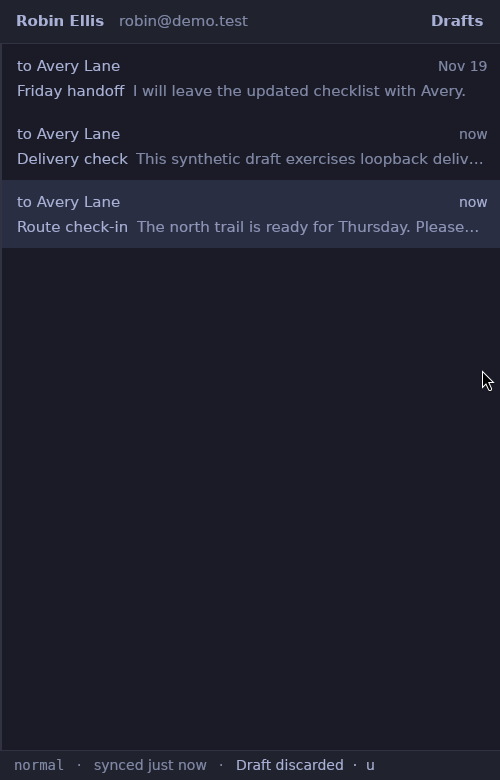 Robin Ellis robin@demo.test Drafts
to Avery Lane Nov 19
Friday handoff I will leave the updated checklist with Avery.
to Avery Lane now
Delivery check This synthetic draft exercises loopback deliv…
to Avery Lane now
Route check-in The north trail is ready for Thursday. Please…
normal · synced just now · Draft discarded · u